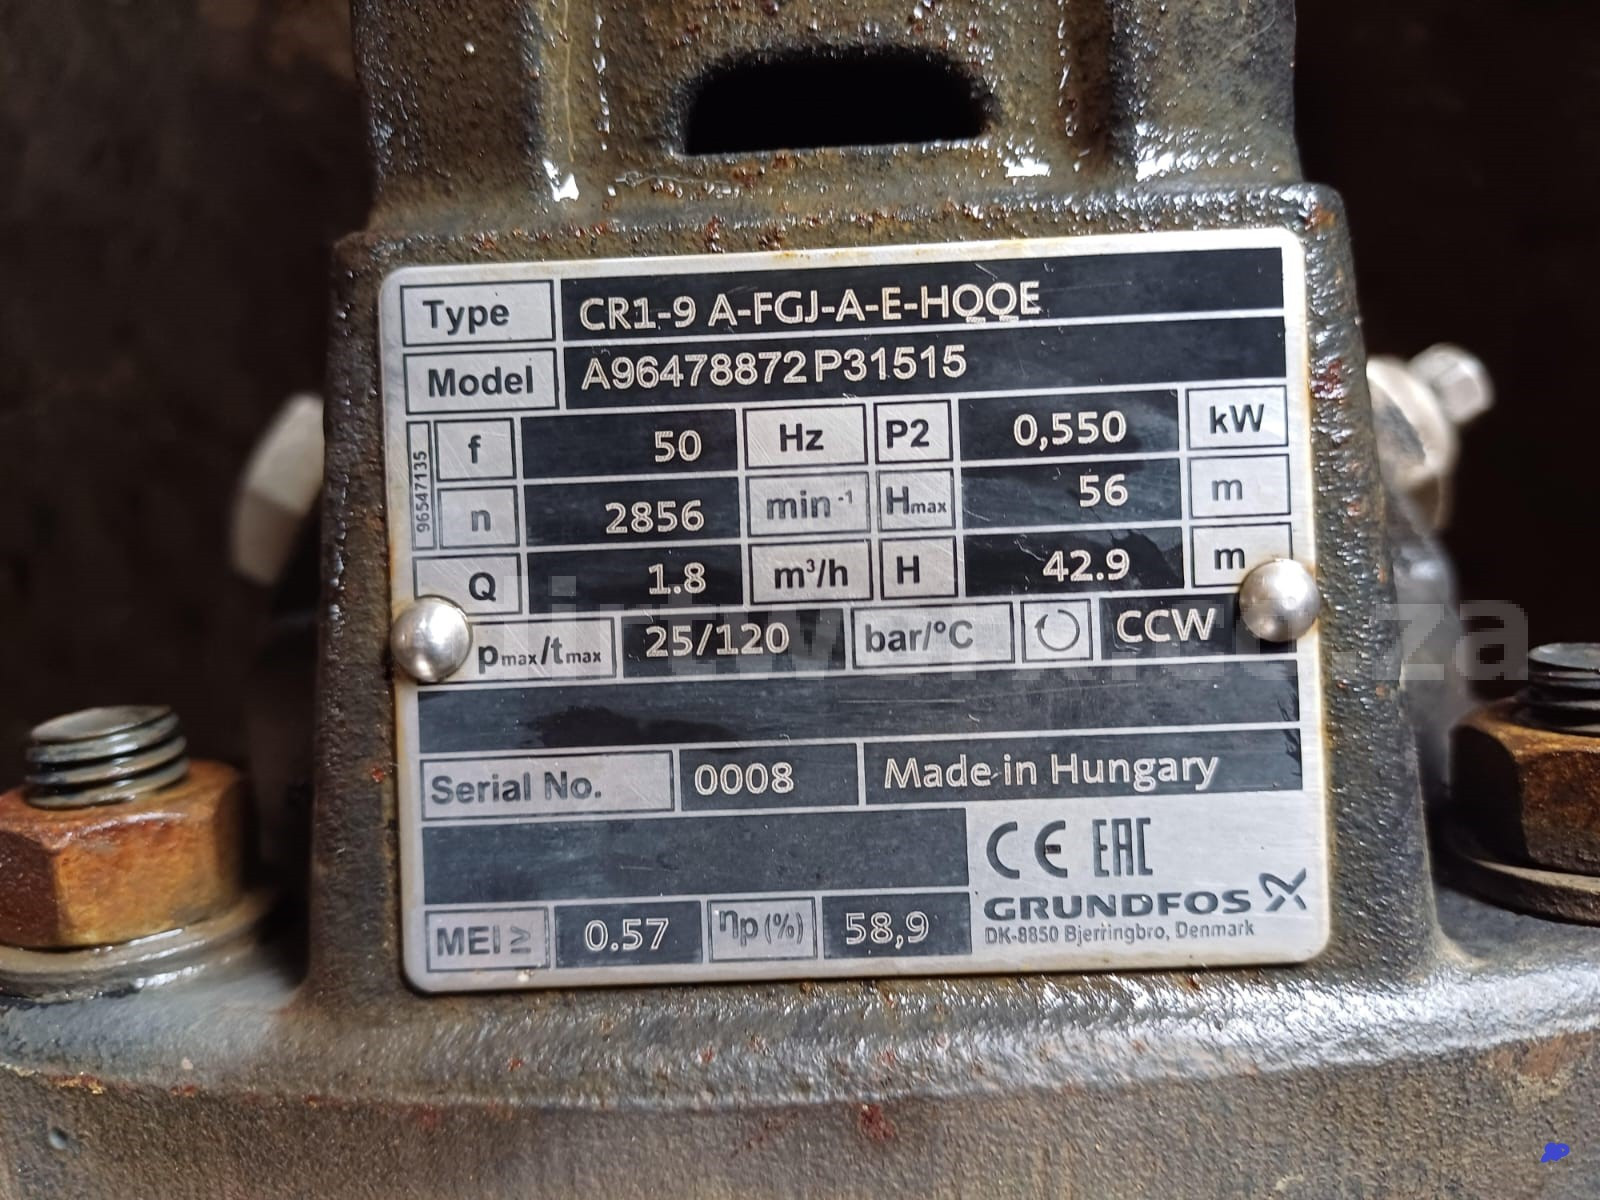 Type CR1-9 A-FGJ-A-E-HQQE
Model A96478872P31515
96547135
f 50 Hz P2 0,550 kW
n 2856 min-1 Hmax 56 m
Q 1.8 m³/h H 42.9 m
pmax/tmax 25/120 bar/°C CCW
Serial No. 0008 Made in Hungary
CE EAC
GRUNDFOS
DK-8850 Bjerringbro, Denmark
MEI ≥ 0.57 ηp (%) 58,9